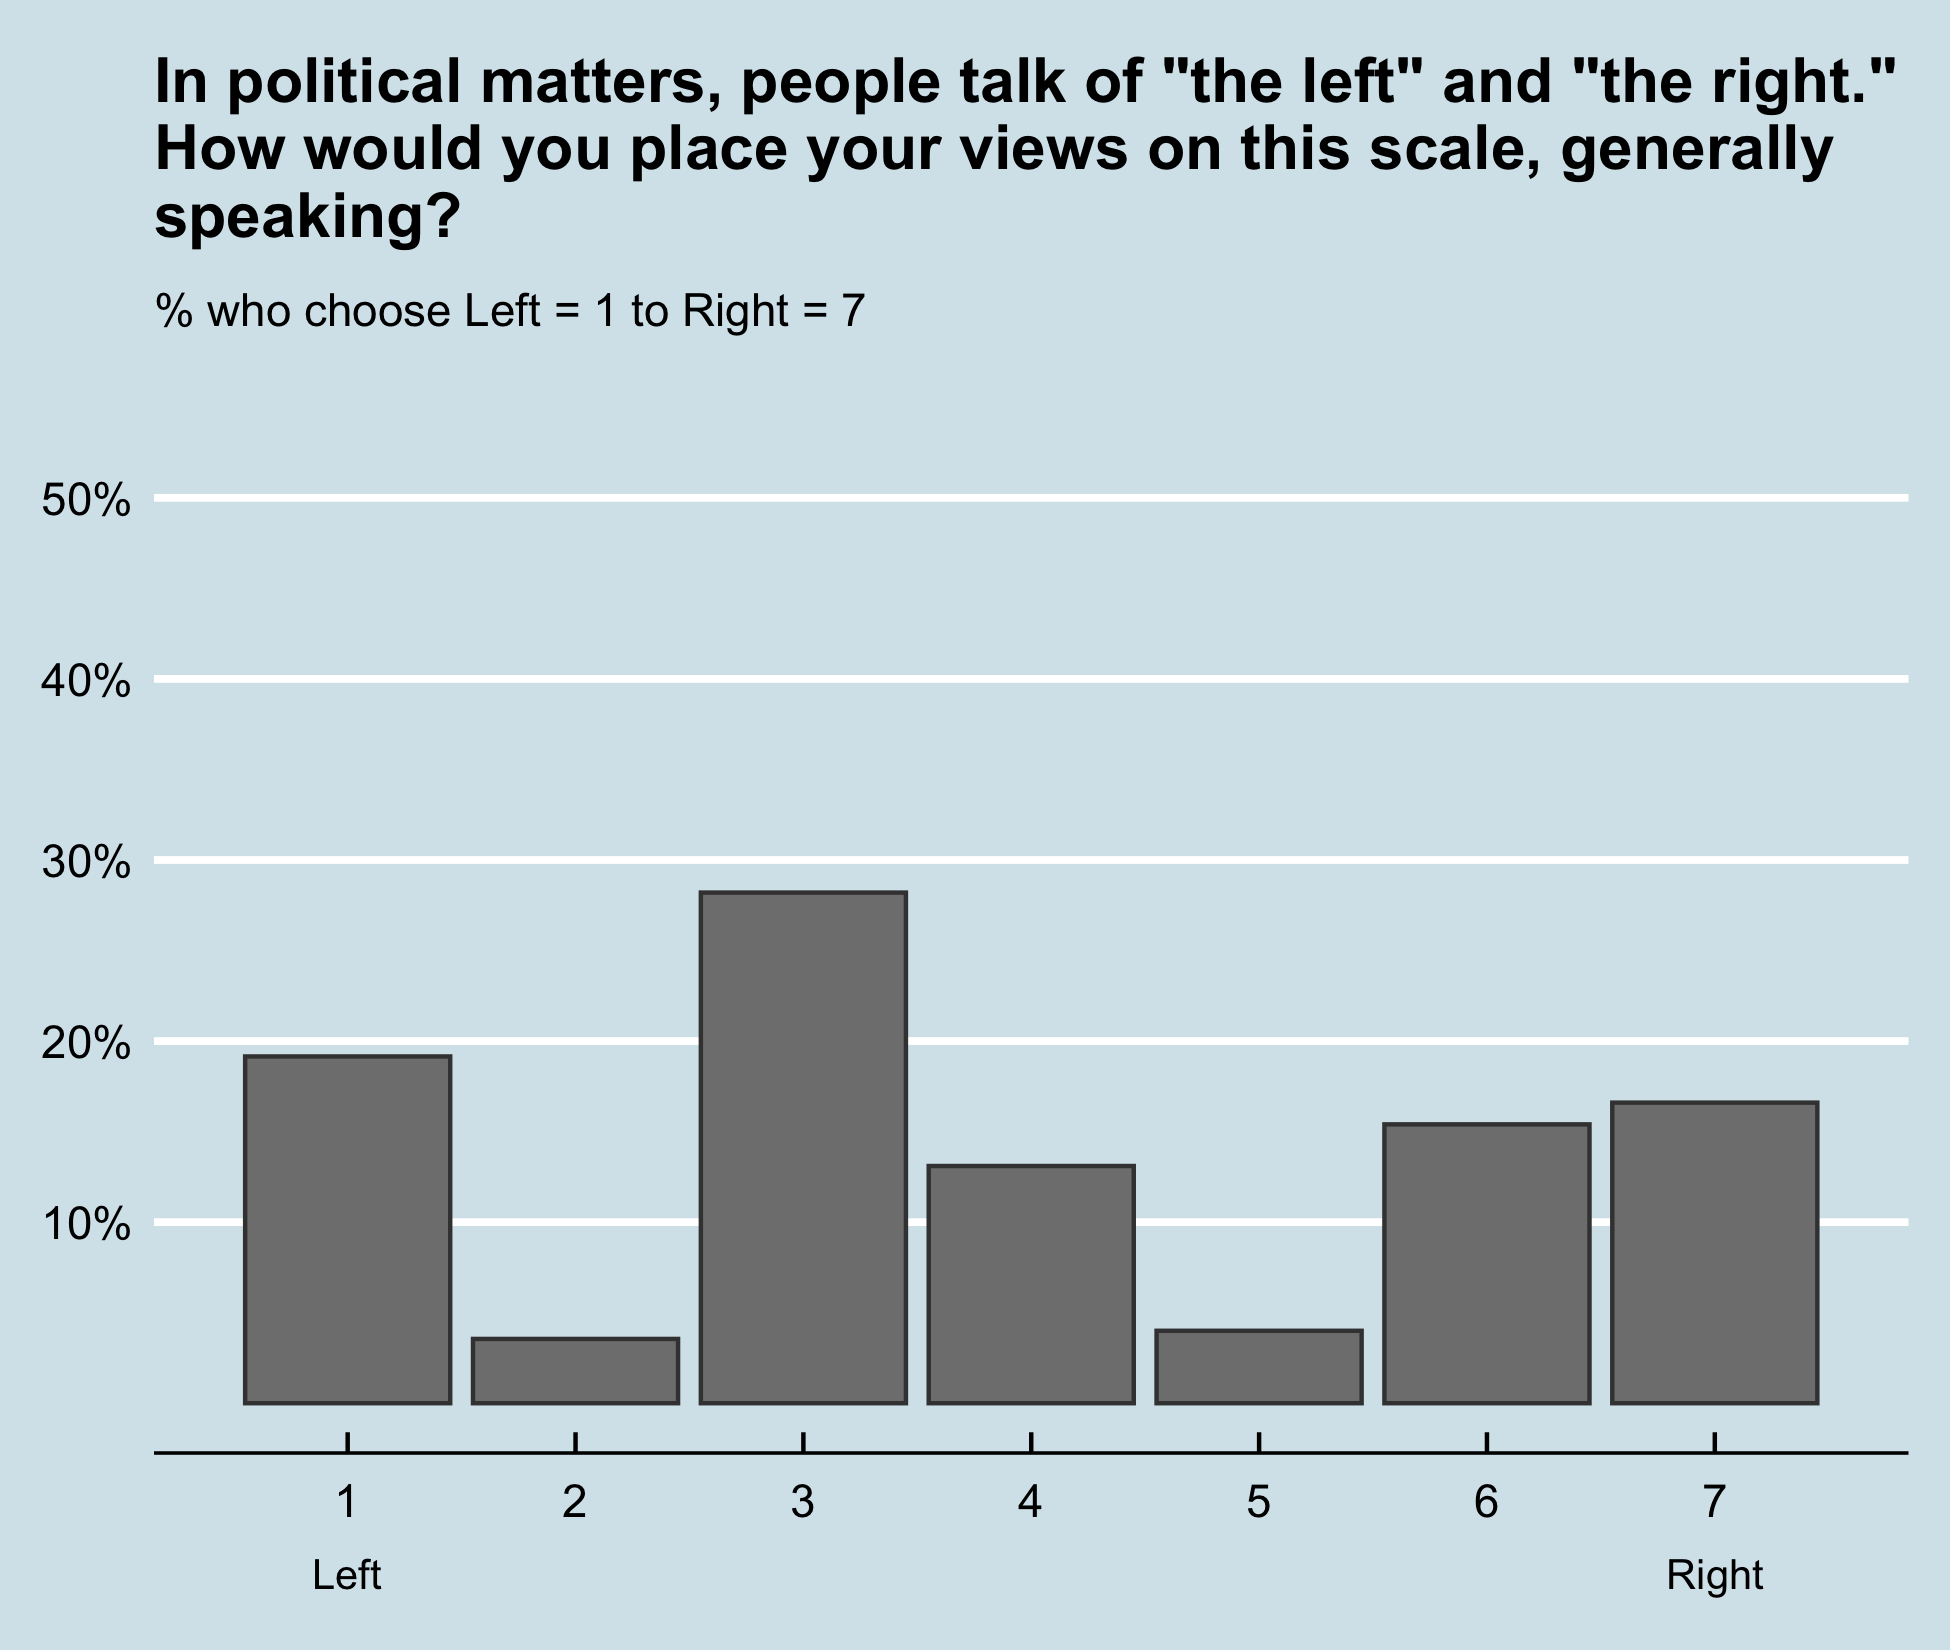 In political matters, people talk of "the left" and "the right."
How would you place your views on this scale, generally
speaking?
% who choose Left = 1 to Right = 7
50%
40%
30%
20%
10%
1 2 3 4 5 6 7
Left Right